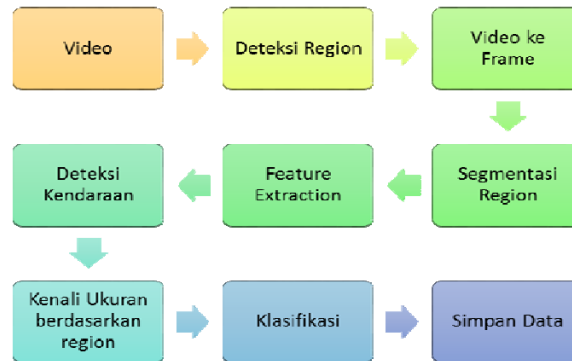 Video
Deteksi Region
Video ke
Frame
Segmentasi
Region
Feature
Extraction
Deteksi
Kendaraan
Kenali Ukuran
berdasarkan
region
Klasifikasi
Simpan Data